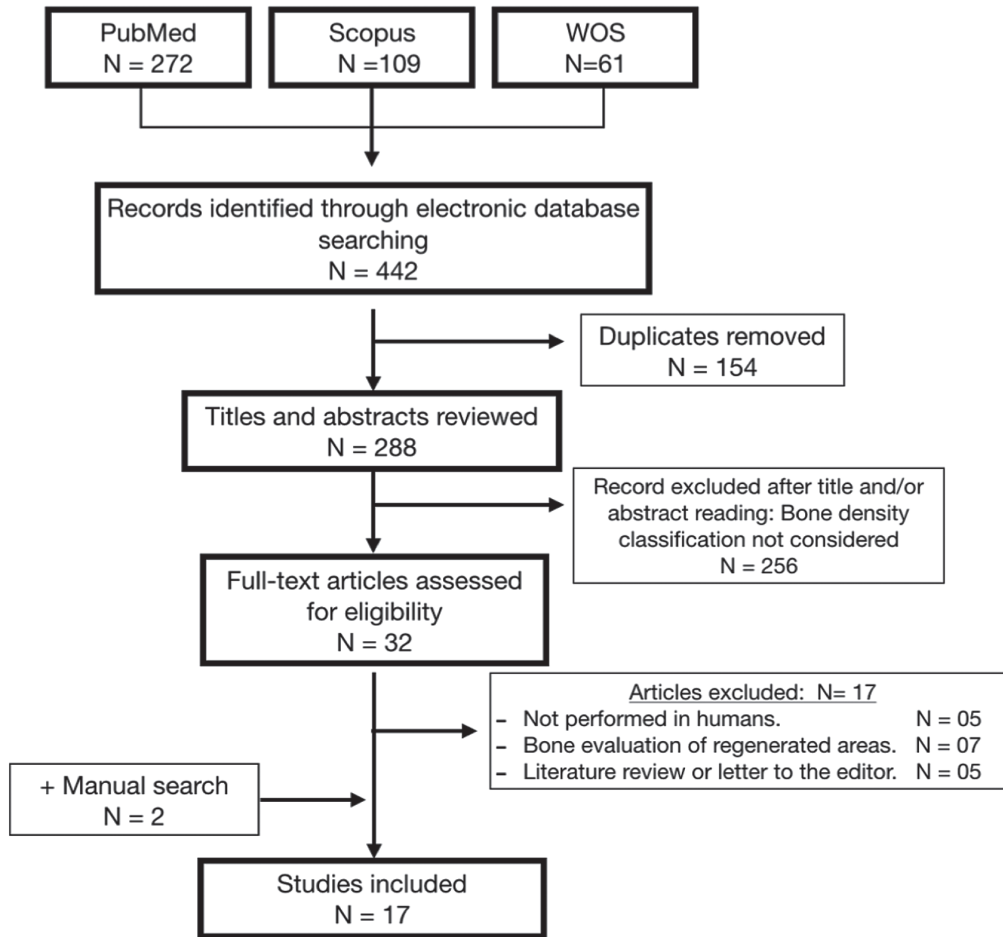 PubMed
N = 272
Scopus
N =109
WOS
N=61
Records identified through electronic database
searching
N = 442
Duplicates removed
N = 154
Titles and abstracts reviewed
N = 288
Record excluded after title and/or
abstract reading: Bone density
classification not considered
N = 256
Full-text articles assessed
for eligibility
N = 32
Articles excluded: N= 17
- Not performed in humans. N = 05
- Bone evaluation of regenerated areas. N = 07
- Literature review or letter to the editor. N = 05
+ Manual search
N = 2
Studies included
N = 17